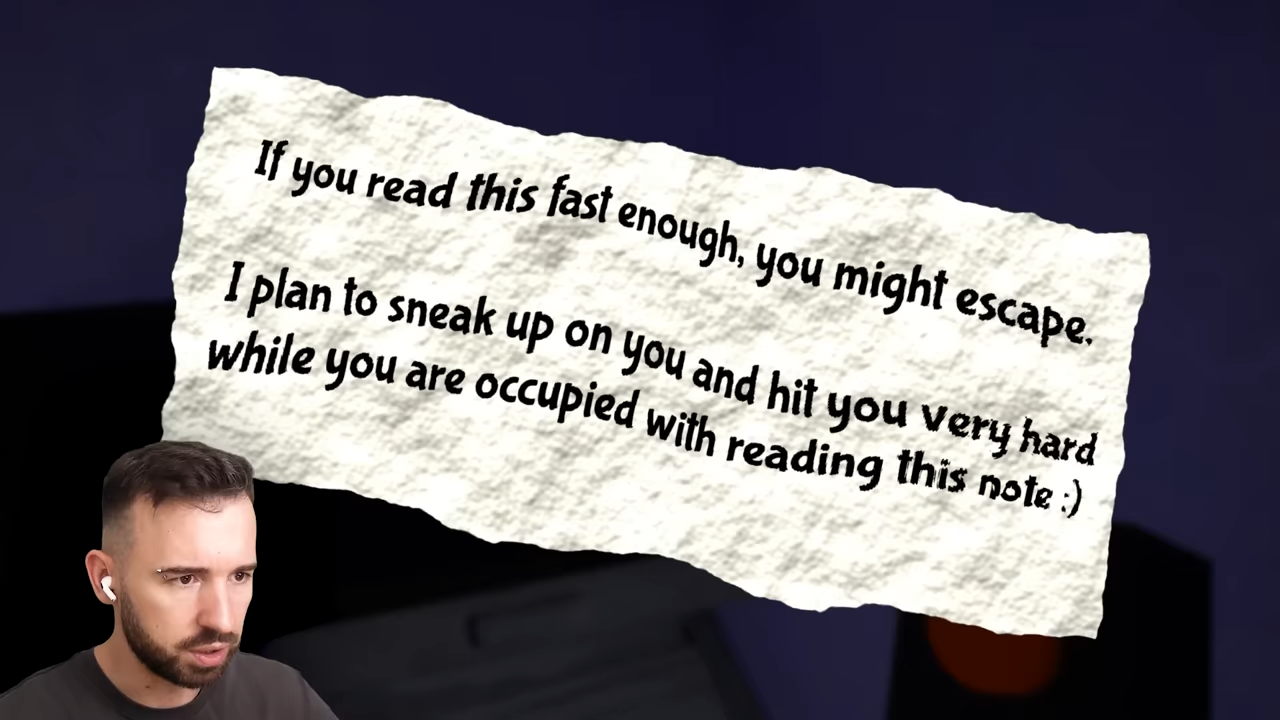 If you read this fast enough, you might escape.
I plan to sneak up on you and hit you very hard
while you are occupied with reading this note :)